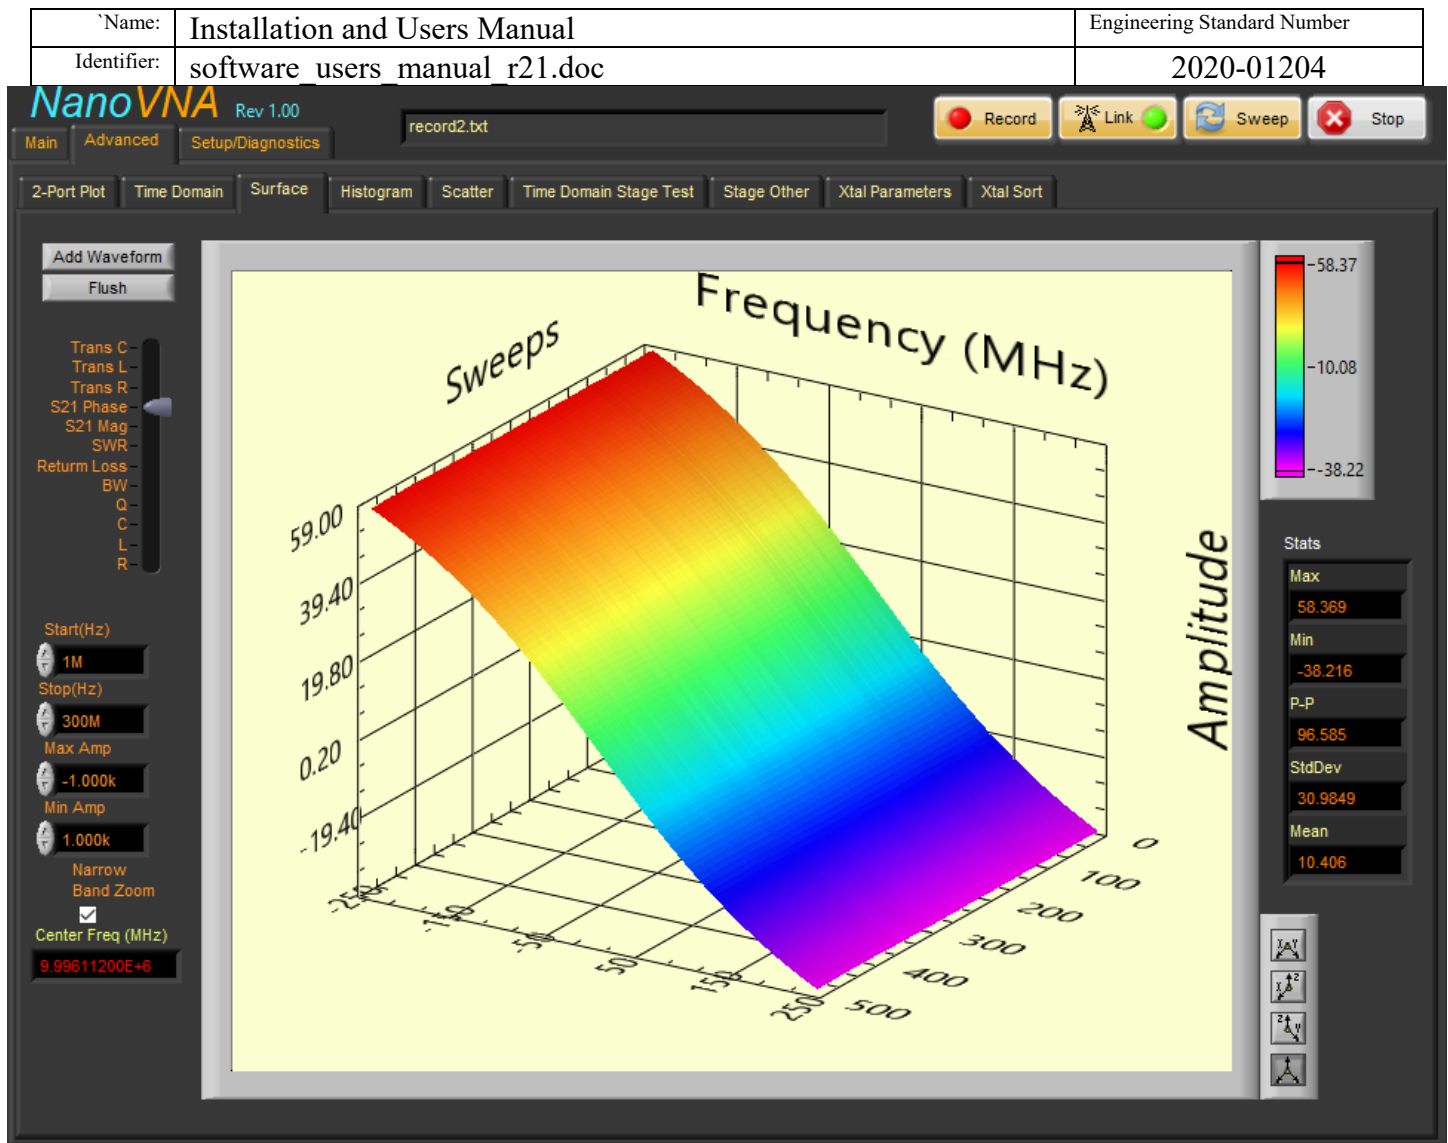 `Name: Installation and Users Manual Engineering Standard Number
Identifier: software_users_manual_r21.doc 2020-01204
NanoVNA Rev 1.00
record2.txt
Record Link Sweep Stop
Main Advanced Setup/Diagnostics
2-Port Plot Time Domain Surface Histogram Scatter Time Domain Stage Test Stage Other Xtal Parameters Xtal Sort
Add Waveform
Flush
Trans C
Trans L
Trans R
S21 Phase
S21 Mag
SWR
Returm Loss
BW
Q
C
L
R
Start(Hz)
1M
Stop(Hz)
300M
Max Amp
-1.000k
Min Amp
1.000k
Narrow
Band Zoom
Center Freq (MHz)
9.99611200E+6
Sweeps
Frequency (MHz)
Amplitude
59.00
39.40
19.80
0.20
-19.40
-250
-150
-50
50
150
250
0
100
200
300
400
500
58.37
10.08
-38.22
Stats
Max
58.369
Min
-38.216
P-P
96.585
StdDev
30.9849
Mean
10.406
X Y
X Z
Z Y